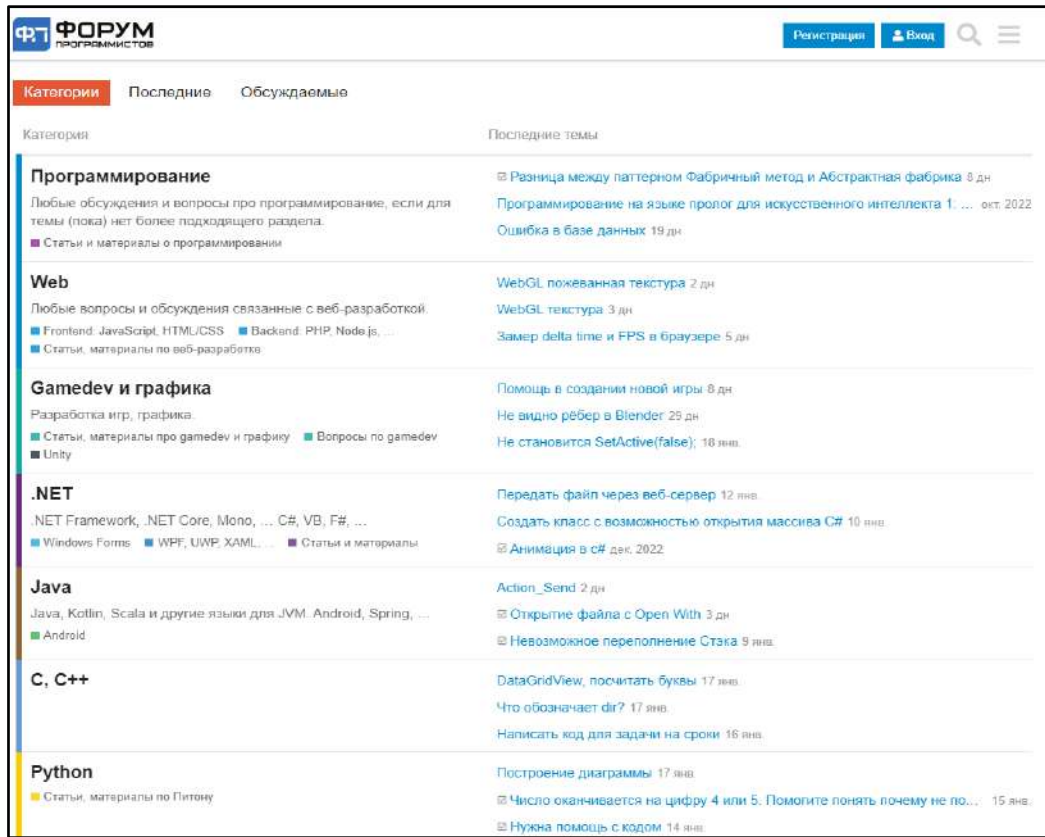 ФП ФОРУМ
ПРОГРАММИСТОВ
Регистрация Вход
Категории Последние Обсуждаемые
Категория Последние темы
Программирование
Любые обсуждения и вопросы про программирование, если для
темы (пока) нет более подходящего раздела.
Статьи и материалы о программировании
Разница между паттерном Фабричный метод и Абстрактная фабрика 8 дн
Программирование на языке пролог для искусственного интеллекта 1: ... окт. 2022
Ошибка в базе данных 19 дн
Web
Любые вопросы и обсуждения связанные с веб-разработкой.
Frontend: JavaScript, HTML/CSS Backend: PHP, Node.js, ...
Статьи, материалы по веб-разработке
WebGL пожёванная текстура 2 дн
WebGL текстура 3 дн
Замер delta time и FPS в браузере 5 дн
Gamedev и графика
Разработка игр, графика.
Статьи, материалы про gamedev и графику Вопросы по gamedev
Unity
Помощь в создании новой игры 8 дн
Не видно рёбер в Blender 29 дн
Не становится SetActive(false); 18 янв.
.NET
.NET Framework, .NET Core, Mono, ... C#, VB, F#, ...
Windows Forms WPF, UWP, XAML, ... Статьи и материалы
Передать файл через веб-сервер 12 янв.
Создать класс с возможностью открытия массива C# 10 янв.
Анимация в c# дек. 2022
Java
Java, Kotlin, Scala и другие языки для JVM. Android, Spring, ...
Android
Action_Send 2 дн
Открытие файла с Open With 3 дн
Невозможное переполнение Стэка 9 янв.
C, C++
DataGridView, посчитать буквы 17 янв.
Что обозначает dir? 17 янв.
Написать код для задачи на сроки 16 янв.
Python
Статьи, материалы по Питону
Построение диаграммы 17 янв.
Число оканчивается на цифру 4 или 5. Помогите понять почему не по... 15 янв.
Нужна помощь с кодом 14 янв.